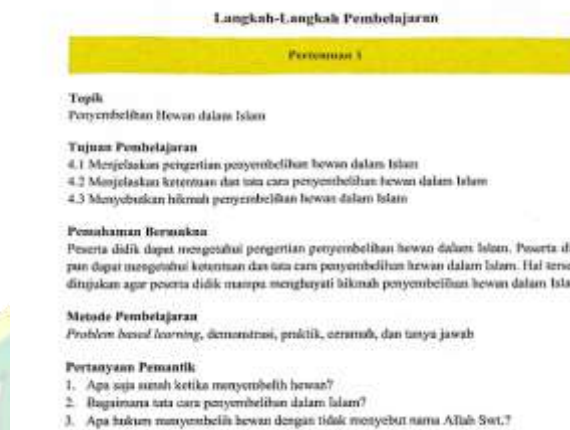 Langkah-Langkah Pembelajaran
Pertemuan 1
Topik
Penyembelihan Hewan dalam Islam
Tujuan Pembelajaran
4.1 Menjelaskan pengertian penyembelihan hewan dalam Islam
4.2 Menjelaskan ketentuan dan tata cara penyembelihan hewan dalam Islam
4.3 Menyebutkan hikmah penyembelihan hewan dalam Islam
Pemahaman Bermakna
Peserta didik dapat mengetahui pengertian penyembelihan hewan dalam Islam. Peserta di
pun dapat mengetahui ketentuan dan tata cara penyembelihan hewan dalam Islam. Hal terse
ditujukan agar peserta didik mampu menghayati hikmah penyembelihan hewan dalam Isla
Metode Pembelajaran
Problem based learning, demonstrasi, praktik, ceramah, dan tanya jawab
Pertanyaan Pemantik
1. Apa saja sunah ketika menyembelih hewan?
2. Bagaimana tata cara penyembelihan dalam Islam?
3. Apa hukum menyembelih hewan dengan tidak menyebut nama Allah Swt.?